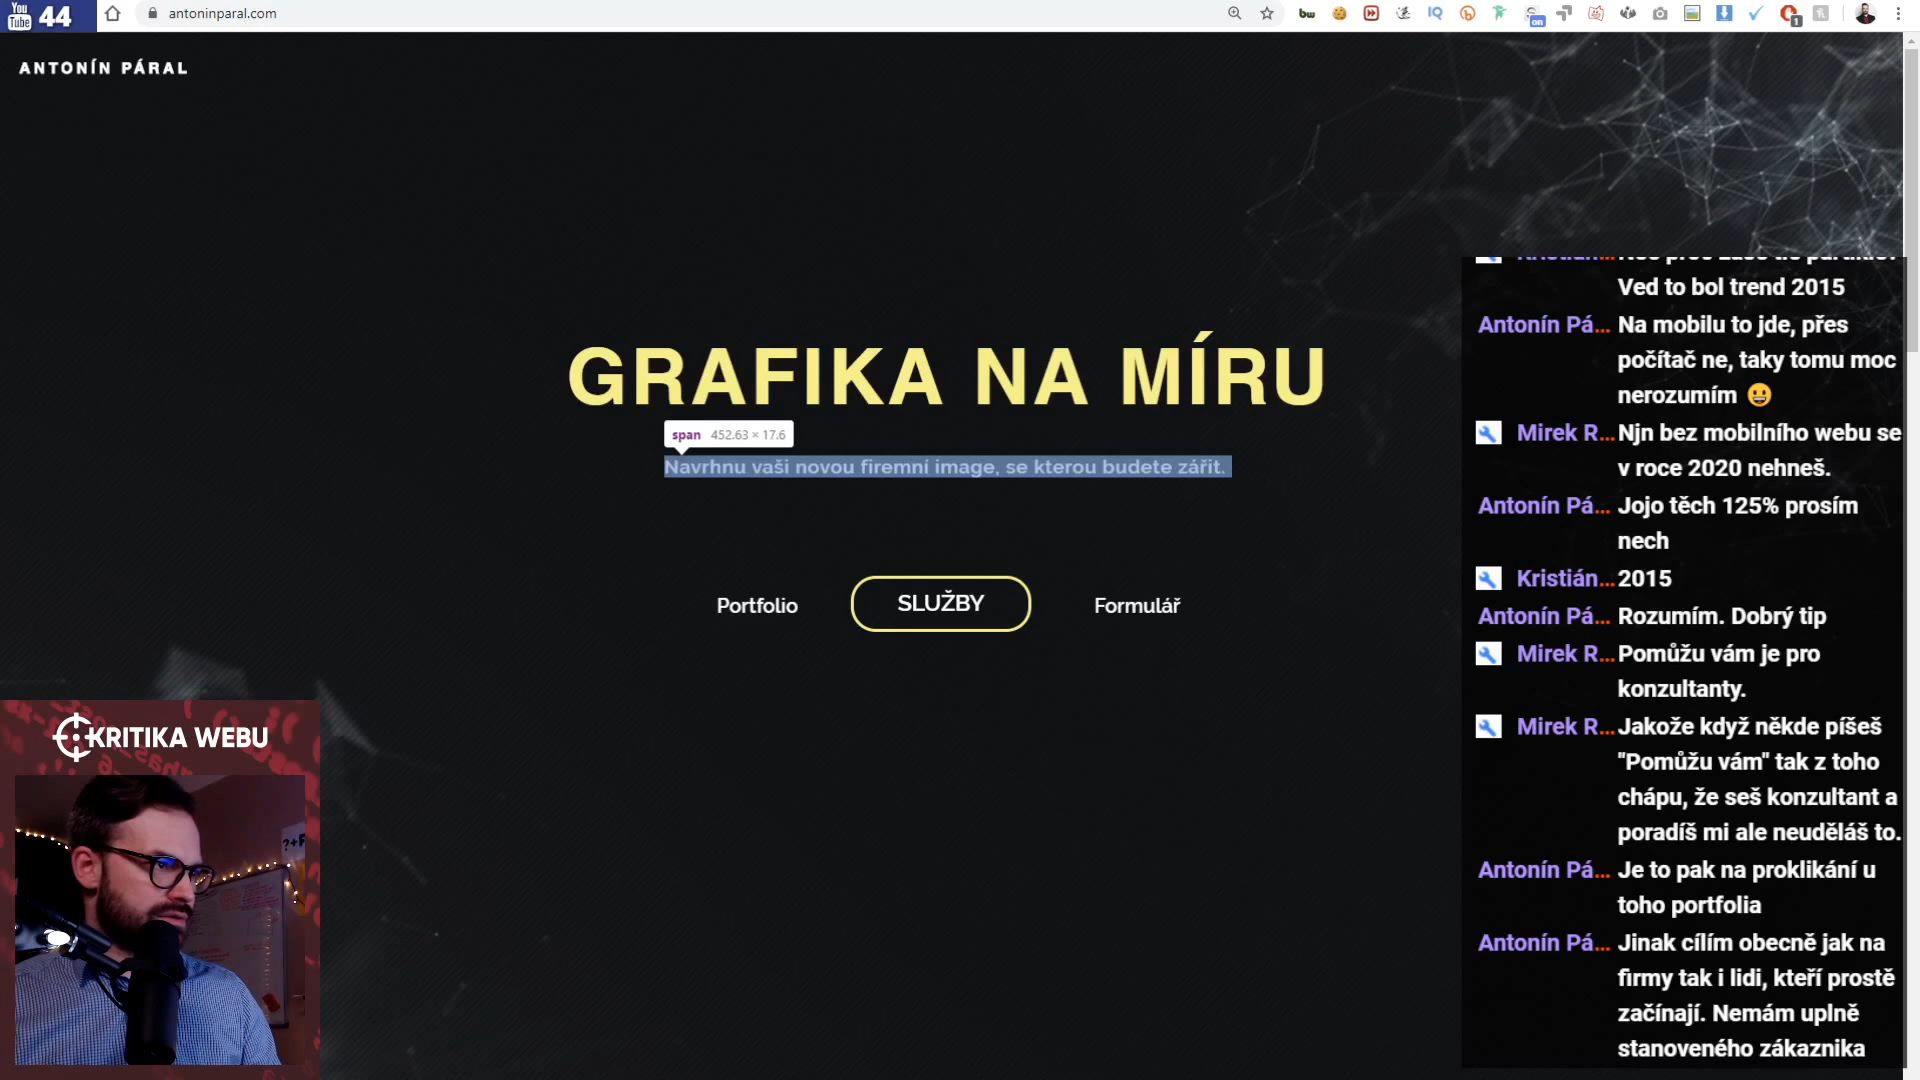 You
Tube 44
antoninparal.com
on
1
ANTONÍN PÁRAL
GRAFIKA NA MÍRU
span 452.63 × 17.6
Navrhnu vaši novou firemní image, se kterou budete zářit.
Portfolio
SLUŽBY
Formulář
KRITIKA WEBU
Ved to bol trend 2015
Antonín Pá... Na mobilu to jde, přes
počítač ne, taky tomu moc
nerozumím 😀
Mirek R... Njn bez mobilního webu se
v roce 2020 nehneš.
Antonín Pá... Jojo těch 125% prosím
nech
Kristián... 2015
Antonín Pá... Rozumím. Dobrý tip
Mirek R... Pomůžu vám je pro
konzultanty.
Mirek R... Jakože když někde píšeš
"Pomůžu vám" tak z toho
chápu, že seš konzultant a
poradíš mi ale neuděláš to.
Antonín Pá... Je to pak na proklikání u
toho portfolia
Antonín Pá... Jinak cílím obecně jak na
firmy tak i lidi, kteří prostě
začínají. Nemám uplně
stanoveného zákazníka